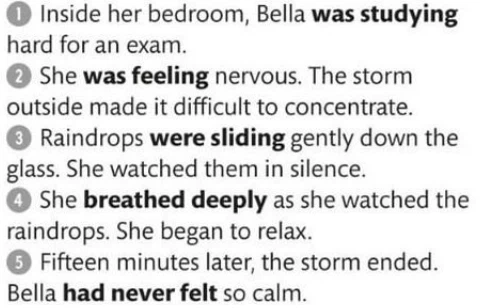 1 Inside her bedroom, Bella was studying
hard for an exam.
2 She was feeling nervous. The storm
outside made it difficult to concentrate.
3 Raindrops were sliding gently down the
glass. She watched them in silence.
4 She breathed deeply as she watched the
raindrops. She began to relax.
5 Fifteen minutes later, the storm ended.
Bella had never felt so calm.